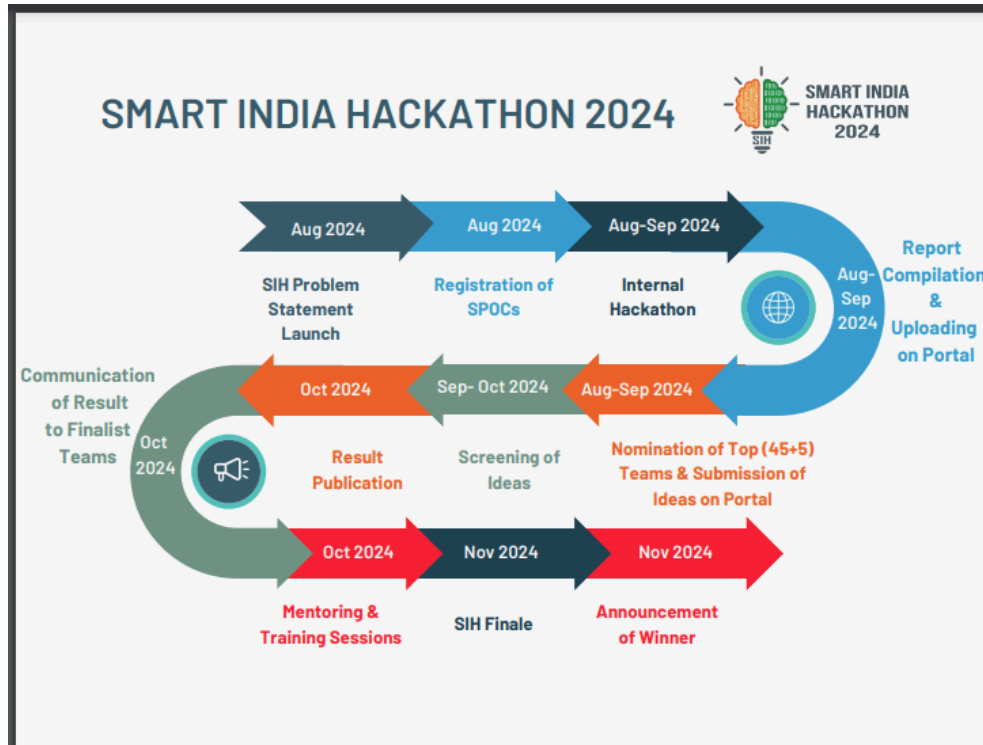 SMART INDIA HACKATHON 2024
SMART INDIA
HACKATHON
2024
SIH
Aug 2024
SIH Problem
Statement
Launch
Aug 2024
Registration of
SPOCs
Aug-Sep 2024
Internal
Hackathon
Aug-
Sep
2024
Report
Compilation
&
Uploading
on Portal
Aug-Sep 2024
Nomination of Top (45+5)
Teams & Submission of
Ideas on Portal
Sep- Oct 2024
Screening of
Ideas
Oct 2024
Result
Publication
Oct
2024
Communication
of Result
to Finalist
Teams
Oct 2024
Mentoring &
Training Sessions
Nov 2024
SIH Finale
Nov 2024
Announcement
of Winner